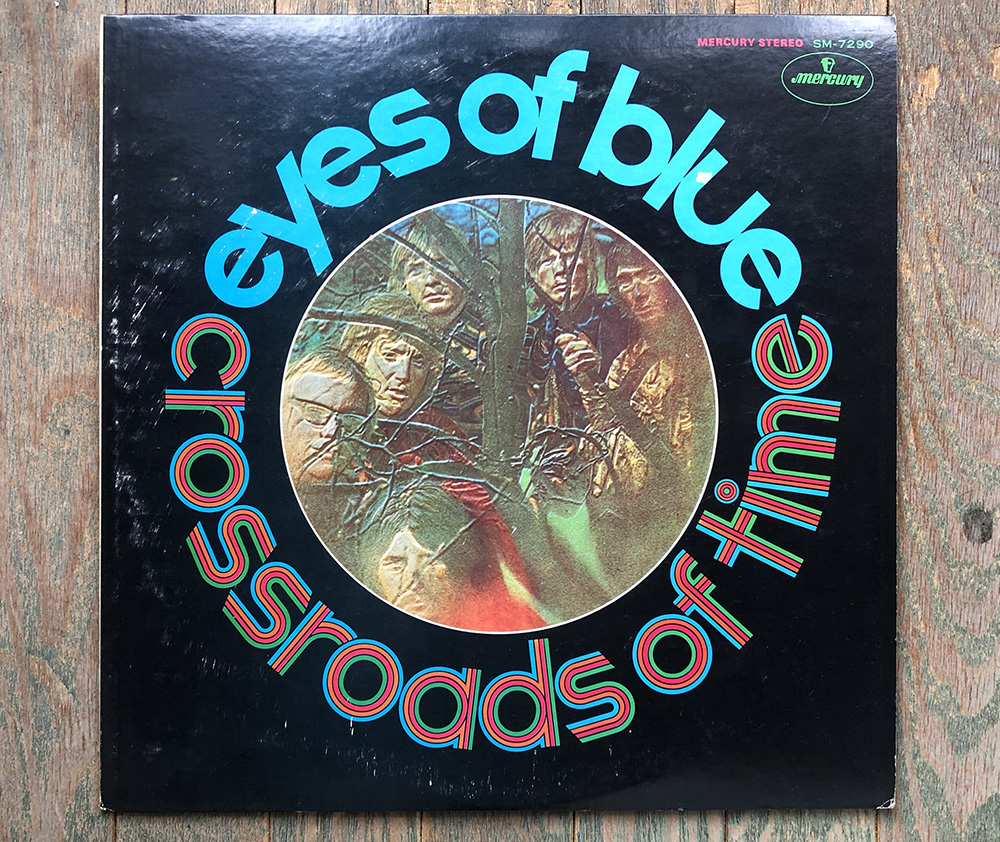 MERCURY STEREO SM-7290
mercury
eyes of blue
crossroads of time